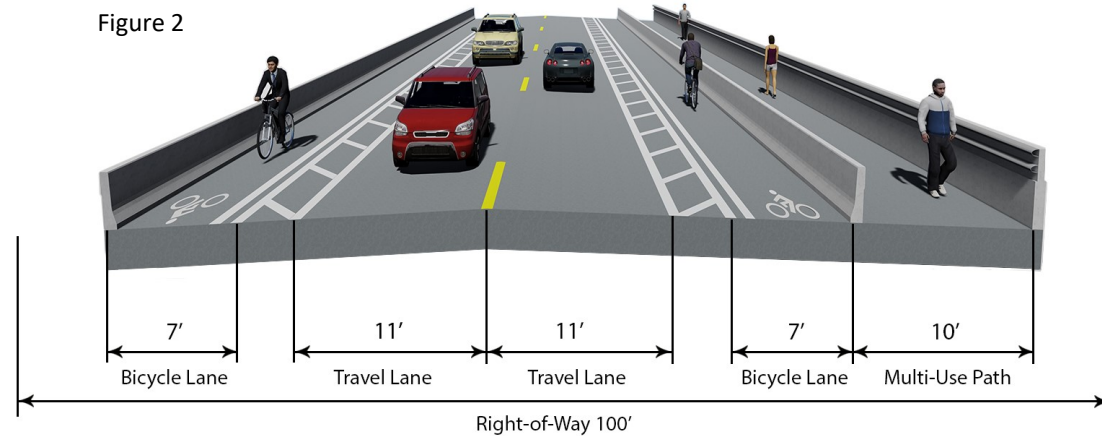 Figure 2
7’ 11’ 11’ 7’ 10’
Bicycle Lane Travel Lane Travel Lane Bicycle Lane Multi-Use Path
Right-of-Way 100’